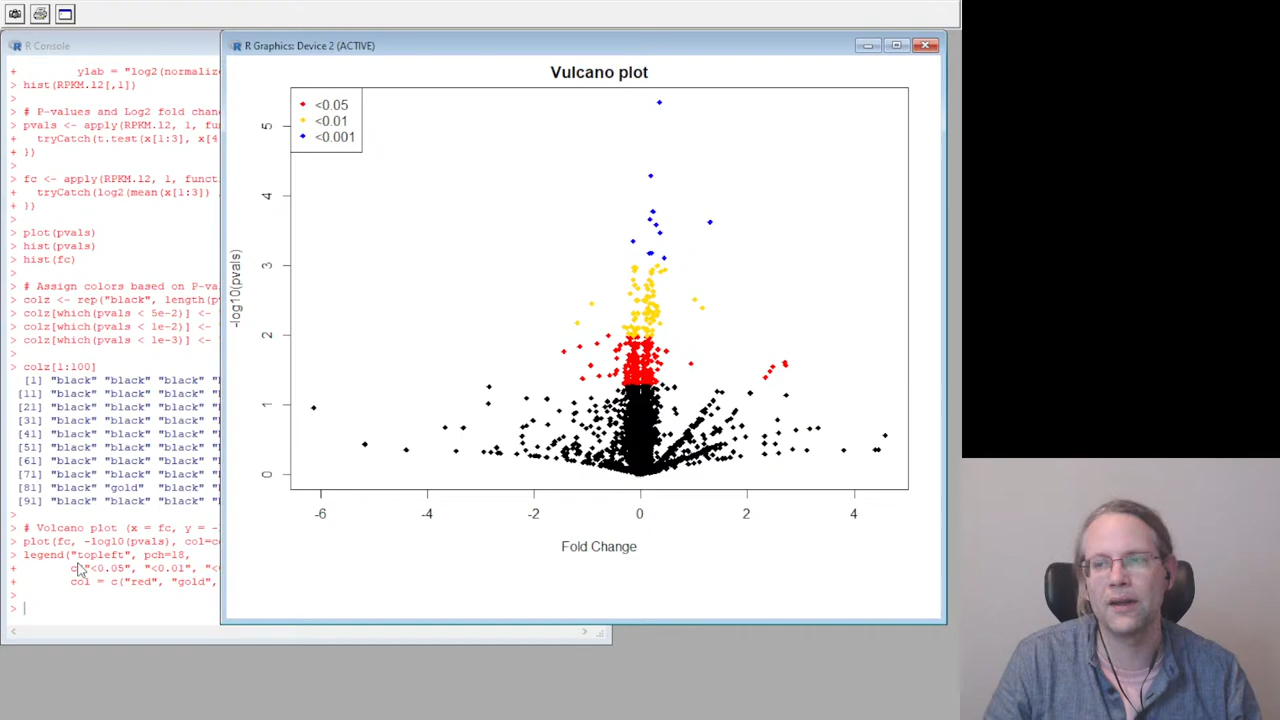 R Console
+ ylab = "log2(normalize
> hist(RPKM.l2[,1])
>
> # P-values and Log2 fold chan
> pvals <- apply(RPKM.l2, 1, fu
+ tryCatch(t.test(x[1:3], x[4
+ })
>
> fc <- apply(RPKM.l2, 1, functi
+ tryCatch(log2(mean(x[1:3])
+ })
>
> plot(pvals)
> hist(pvals)
> hist(fc)
>
> # Assign colors based on P-va
> colz <- rep("black", length(p
> colz[which(pvals < 5e-2)] <-
> colz[which(pvals < 1e-2)] <-
> colz[which(pvals < 1e-3)] <-
>
> colz[1:100]
[1] "black" "black" "black"
[11] "black" "black" "black"
[21] "black" "black" "black"
[31] "black" "black" "black"
[41] "black" "black" "black"
[51] "black" "black" "black"
[61] "black" "black" "black"
[71] "black" "black" "black"
[81] "black" "gold" "black"
[91] "black" "black" "black"
>
> # Volcano plot (x = fc, y = -
> plot(fc, -log10(pvals), col=co
> legend("topleft", pch=18,
+ "<0.05", "<0.01",
+ col = c("red", "gold",
>
>
R Graphics: Device 2 (ACTIVE)
Vulcano plot
<0.05
<0.01
<0.001
-log10(pvals)
5
4
3
2
1
0
-6 -4 -2 0 2 4
Fold Change